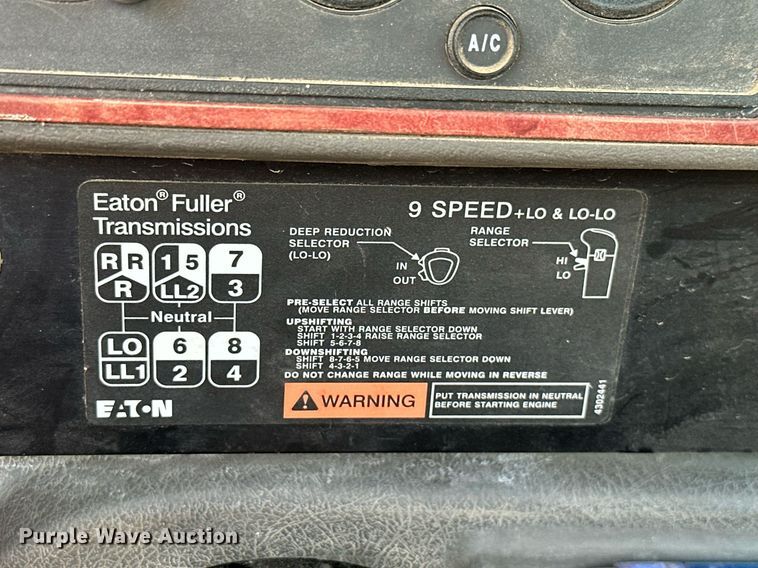 A/C
Eaton® Fuller®
Transmissions
9 SPEED +LO & LO-LO
DEEP REDUCTION
SELECTOR
(LO-LO)
IN
OUT
RANGE
SELECTOR
HI
LO
R R
R
1 5
LL2
7
3
Neutral
LO
LL1
6
2
8
4
PRE-SELECT ALL RANGE SHIFTS
(MOVE RANGE SELECTOR BEFORE MOVING SHIFT LEVER)
UPSHIFTING
START WITH RANGE SELECTOR DOWN
SHIFT 1-2-3-4 RAISE RANGE SELECTOR
SHIFT 5-6-7-8
DOWNSHIFTING
SHIFT 8-7-6-5 MOVE RANGE SELECTOR DOWN
SHIFT 4-3-2-1
DO NOT CHANGE RANGE WHILE MOVING IN REVERSE
EATON
WARNING
PUT TRANSMISSION IN NEUTRAL
BEFORE STARTING ENGINE
4302441
Purple Wave Auction